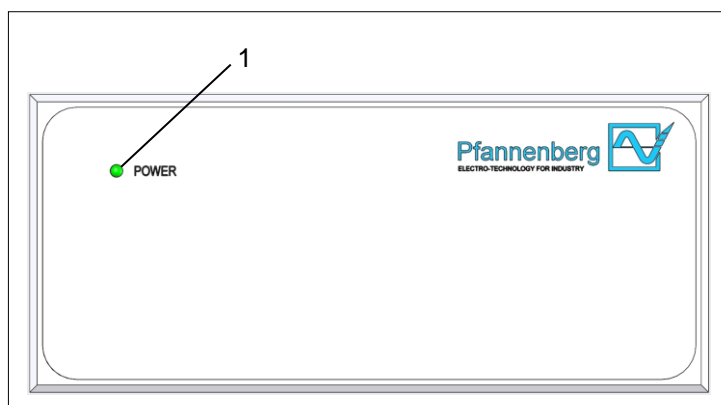 1
POWER
Pfannenberg
ELECTRO-TECHNOLOGY FOR INDUSTRY